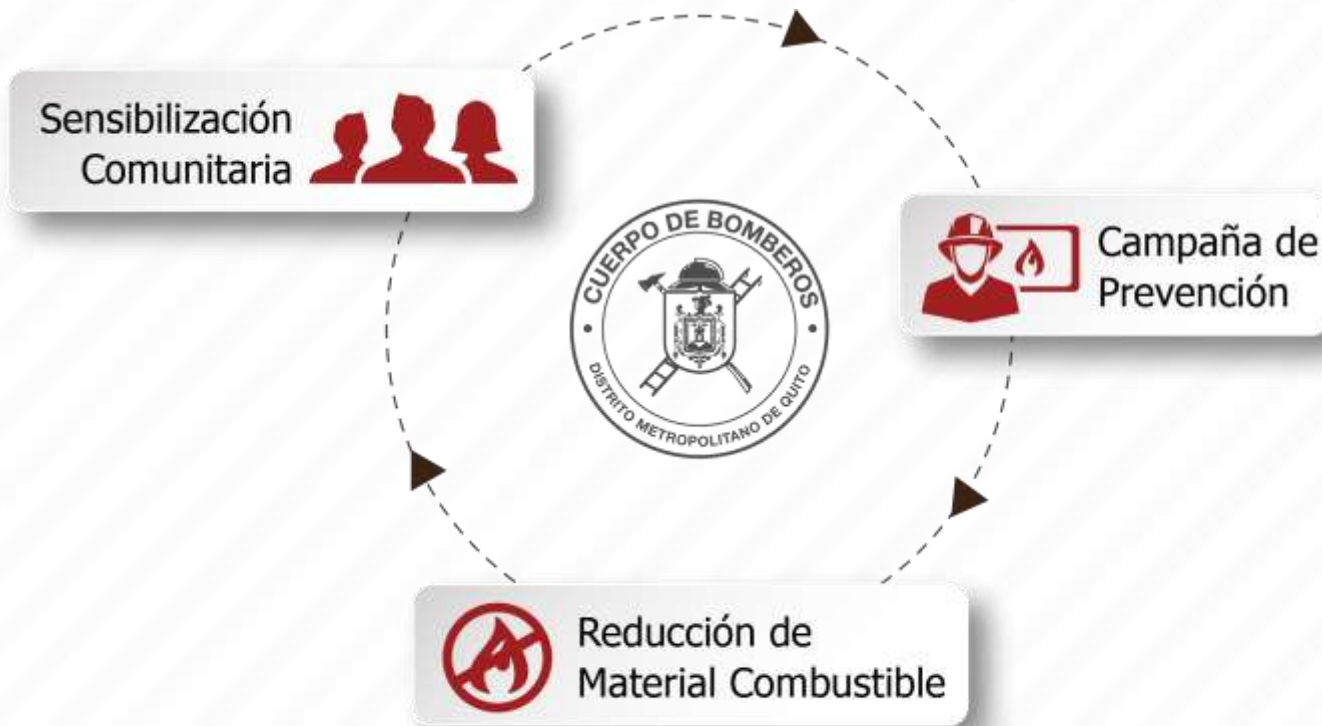 Sensibilización
Comunitaria
CUERPO DE BOMBEROS
DISTRITO METROPOLITANO DE QUITO
Campaña de
Prevención
Reducción de
Material Combustible